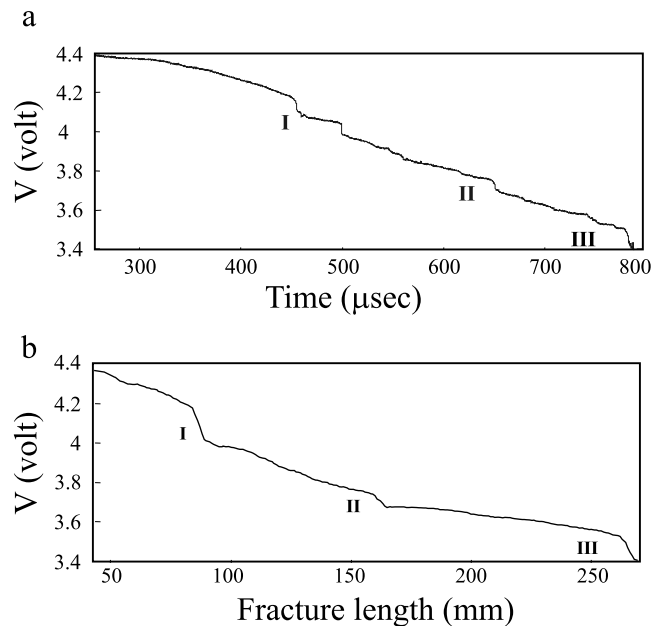 a
4.4
4.2
4
3.8
3.6
3.4
V (volt)
I
II
III
300 400 500 600 700 800
Time (μsec)
b
4.4
4.2
4
3.8
3.6
3.4
V (volt)
I
II
III
50 100 150 200 250
Fracture length (mm)